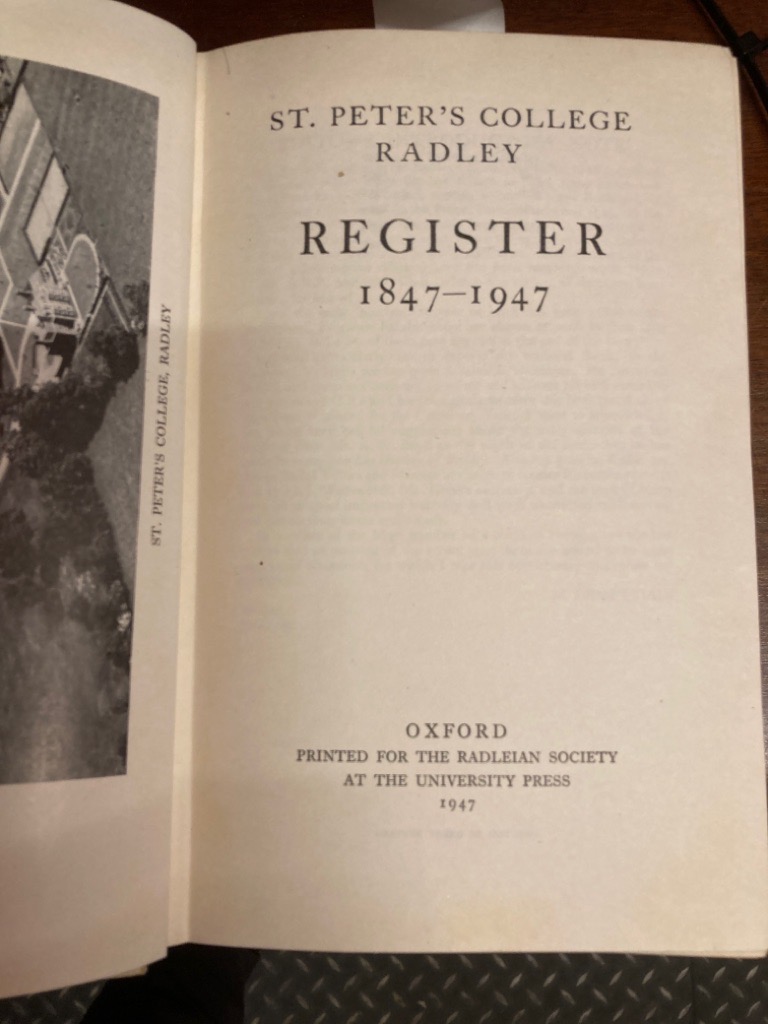 ST. PETER'S COLLEGE, RADLEY
ST. PETER'S COLLEGE
RADLEY
REGISTER
1847–1947
OXFORD
PRINTED FOR THE RADLEIAN SOCIETY
AT THE UNIVERSITY PRESS
1947